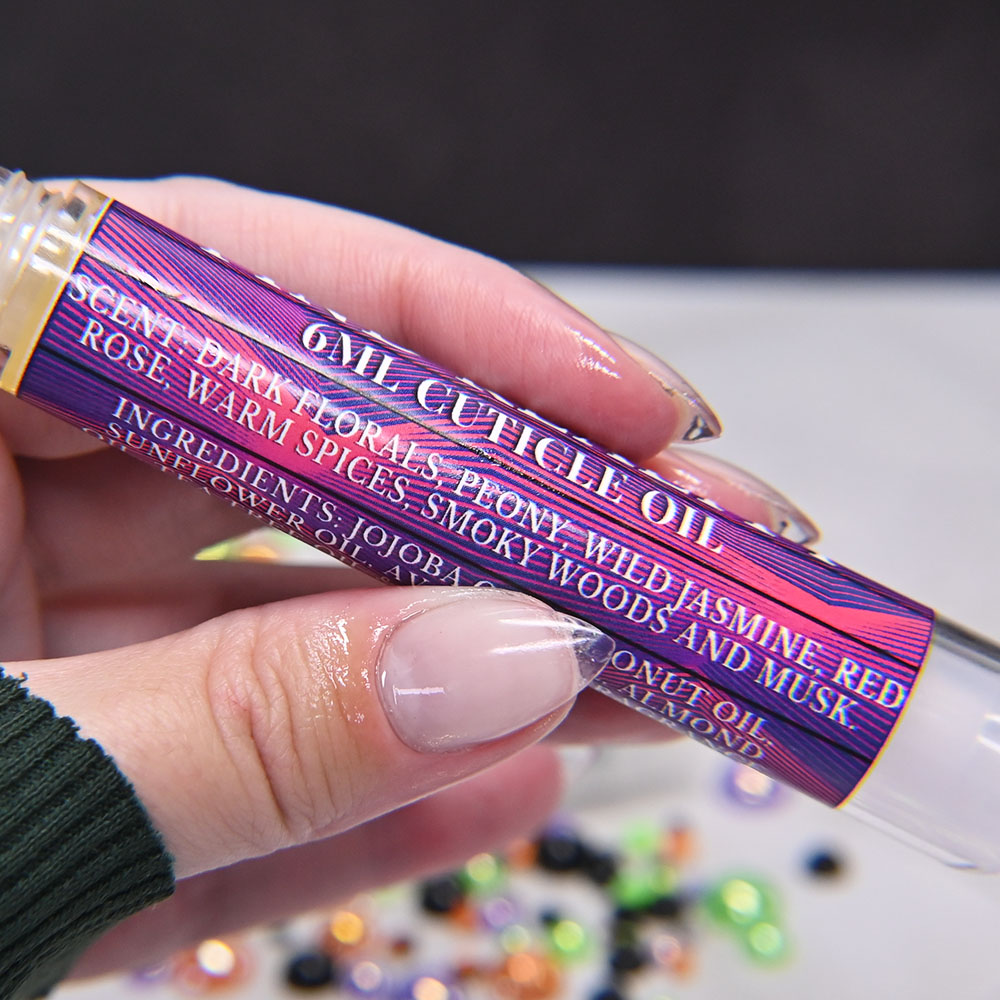 6ML CUTICLE OIL
SCENT: DARK FLORALS, PEONY, WILD JASMINE, RED
ROSE, WARM SPICES, SMOKY WOODS AND MUSK
INGREDIENTS: JOJOBA ONUT OIL,
SUNFLOWER OIL, ALMOND